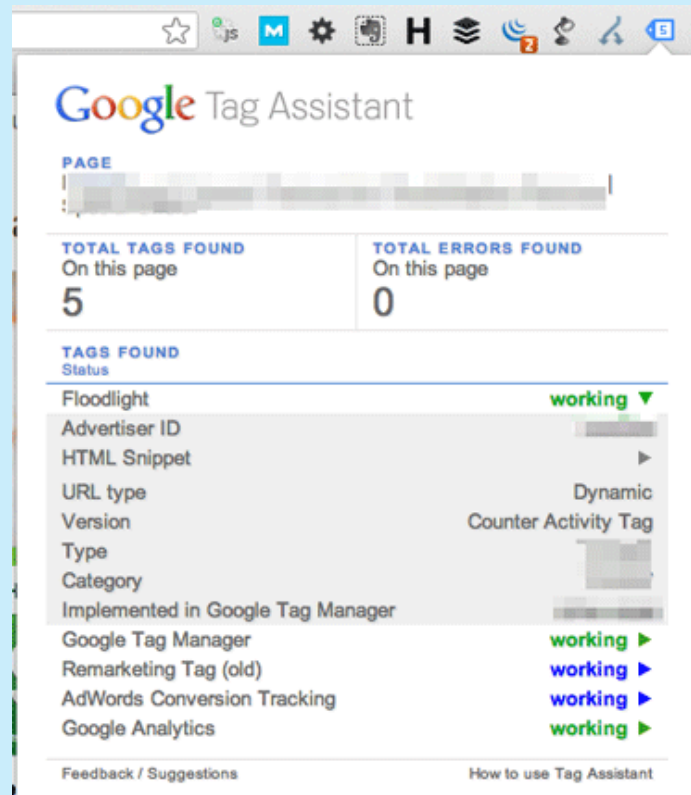 JS
M
H
2
5
Google Tag Assistant
PAGE
TOTAL TAGS FOUND
On this page
5
TOTAL ERRORS FOUND
On this page
0
TAGS FOUND
Status
Floodlight working ▼
Advertiser ID
HTML Snippet ▶
URL type Dynamic
Version Counter Activity Tag
Type
Category
Implemented in Google Tag Manager
Google Tag Manager working ▶
Remarketing Tag (old) working ▶
AdWords Conversion Tracking working ▶
Google Analytics working ▶
Feedback / Suggestions How to use Tag Assistant